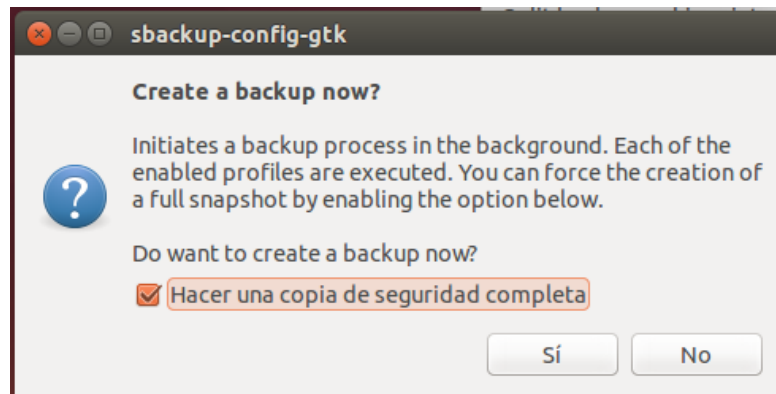 sbackup-config-gtk
Create a backup now?
Initiates a backup process in the background. Each of the
enabled profiles are executed. You can force the creation of
a full snapshot by enabling the option below.
Do want to create a backup now?
Hacer una copia de seguridad completa
Sí
No